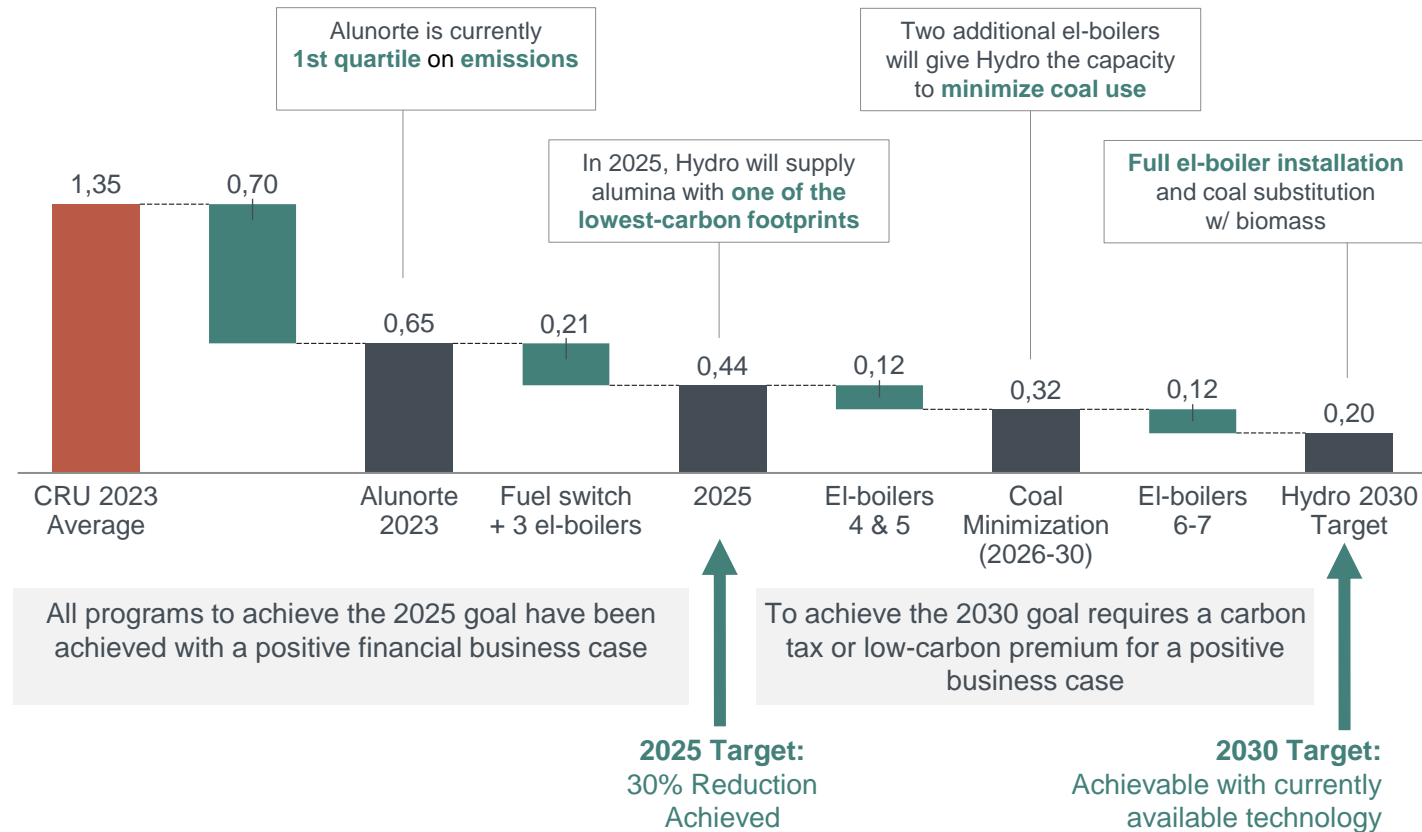 Alunorte is currently
1st quartile on emissions
Two additional el-boilers
will give Hydro the capacity
to minimize coal use
In 2025, Hydro will supply
alumina with one of the
lowest-carbon footprints
Full el-boiler installation
and coal substitution
w/ biomass
1,35
0,70
0,65
0,21
0,44
0,12
0,32
0,12
0,20
CRU 2023
Average
Alunorte
2023
Fuel switch
+ 3 el-boilers
2025
El-boilers
4 & 5
Coal
Minimization
(2026-30)
El-boilers
6-7
Hydro 2030
Target
All programs to achieve the 2025 goal have been
achieved with a positive financial business case
To achieve the 2030 goal requires a carbon
tax or low-carbon premium for a positive
business case
2025 Target:
30% Reduction
Achieved
2030 Target:
Achievable with currently
available technology